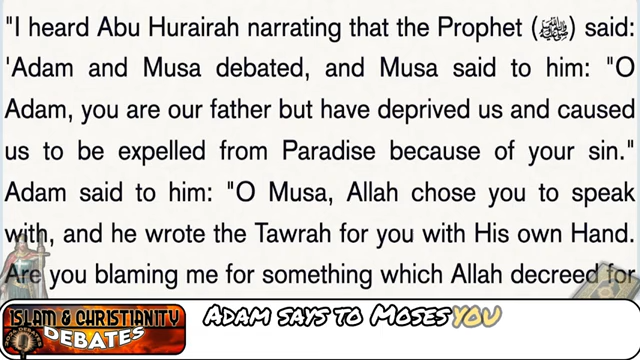 "I heard Abu Hurairah narrating that the Prophet (ﷺ) said:
'Adam and Musa debated, and Musa said to him: "O
Adam, you are our father but have deprived us and caused
us to be expelled from Paradise because of your sin."
Adam said to him: "O Musa, Allah chose you to speak
with, and he wrote the Tawrah for you with His own Hand.
Are you blaming me for something which Allah decreed for
ISLAM & CHRISTIANITY
DEBATES
ADAM SAYS TO MOSES YOU